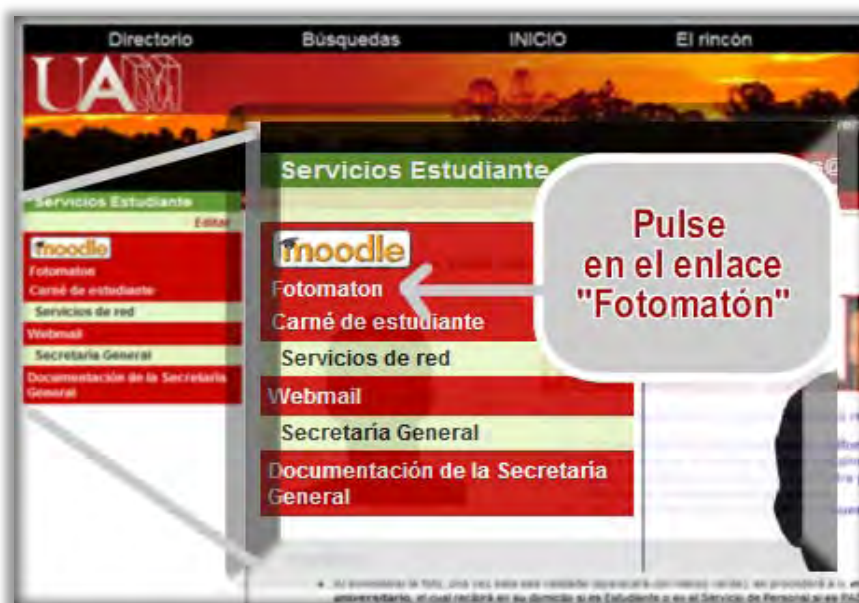 Directorio Búsquedas INICIO El rincón
UAM
Servicios Estudiante
Editar
moodle
Fotomaton
Carné de estudiante
Servicios de red
Webmail
Secretaría General
Documentación de la Secretaría
General
Servicios Estudiante
moodle
Fotomaton
Carné de estudiante
Servicios de red
Webmail
Secretaría General
Documentación de la Secretaría
General
Pulse
en el enlace
"Fotomatón"